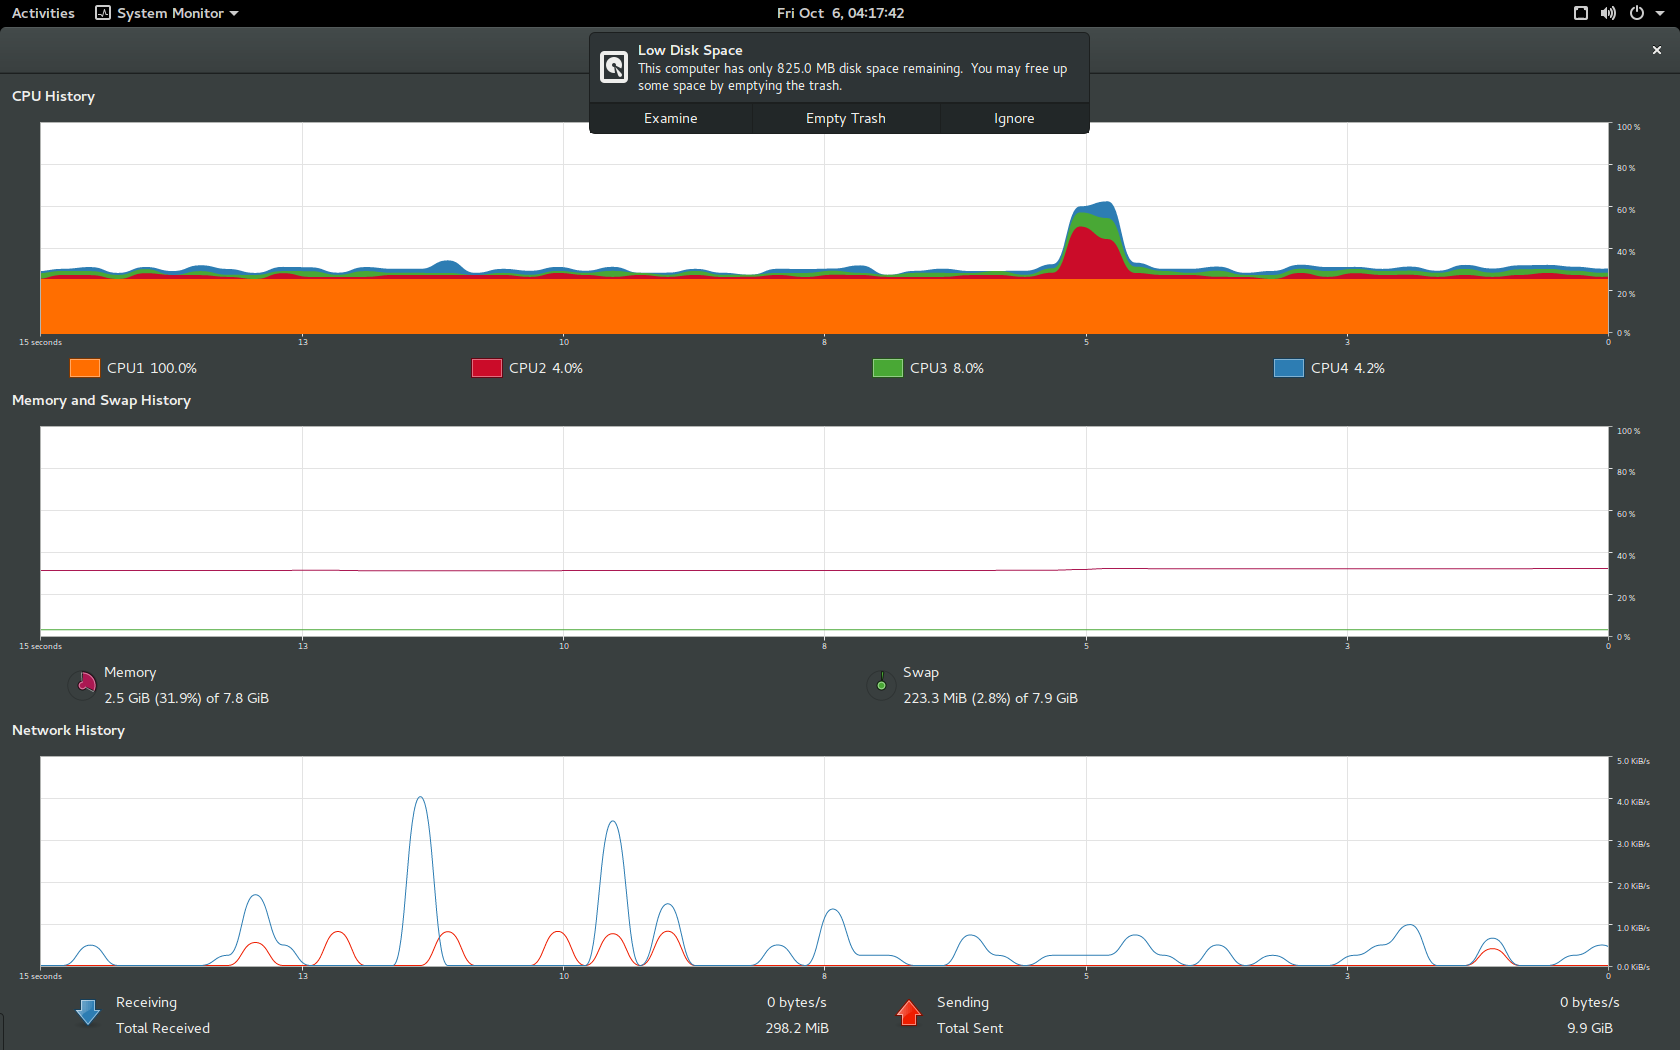 Activities
System Monitor
Fri Oct 6, 04:17:42
Low Disk Space
This computer has only 825.0 MB disk space remaining. You may free up
some space by emptying the trash.
Examine
Empty Trash
Ignore
CPU History
100 %
80 %
60 %
40 %
20 %
0 %
15 seconds
13
10
8
5
3
0
CPU1 100.0%
CPU2 4.0%
CPU3 8.0%
CPU4 4.2%
Memory and Swap History
100 %
80 %
60 %
40 %
20 %
0 %
15 seconds
13
10
8
5
3
0
Memory
2.5 GiB (31.9%) of 7.8 GiB
Swap
223.3 MiB (2.8%) of 7.9 GiB
Network History
5.0 KiB/s
4.0 KiB/s
3.0 KiB/s
2.0 KiB/s
1.0 KiB/s
0.0 KiB/s
15 seconds
13
10
8
5
3
0
Receiving
0 bytes/s
Total Received
298.2 MiB
Sending
0 bytes/s
Total Sent
9.9 GiB